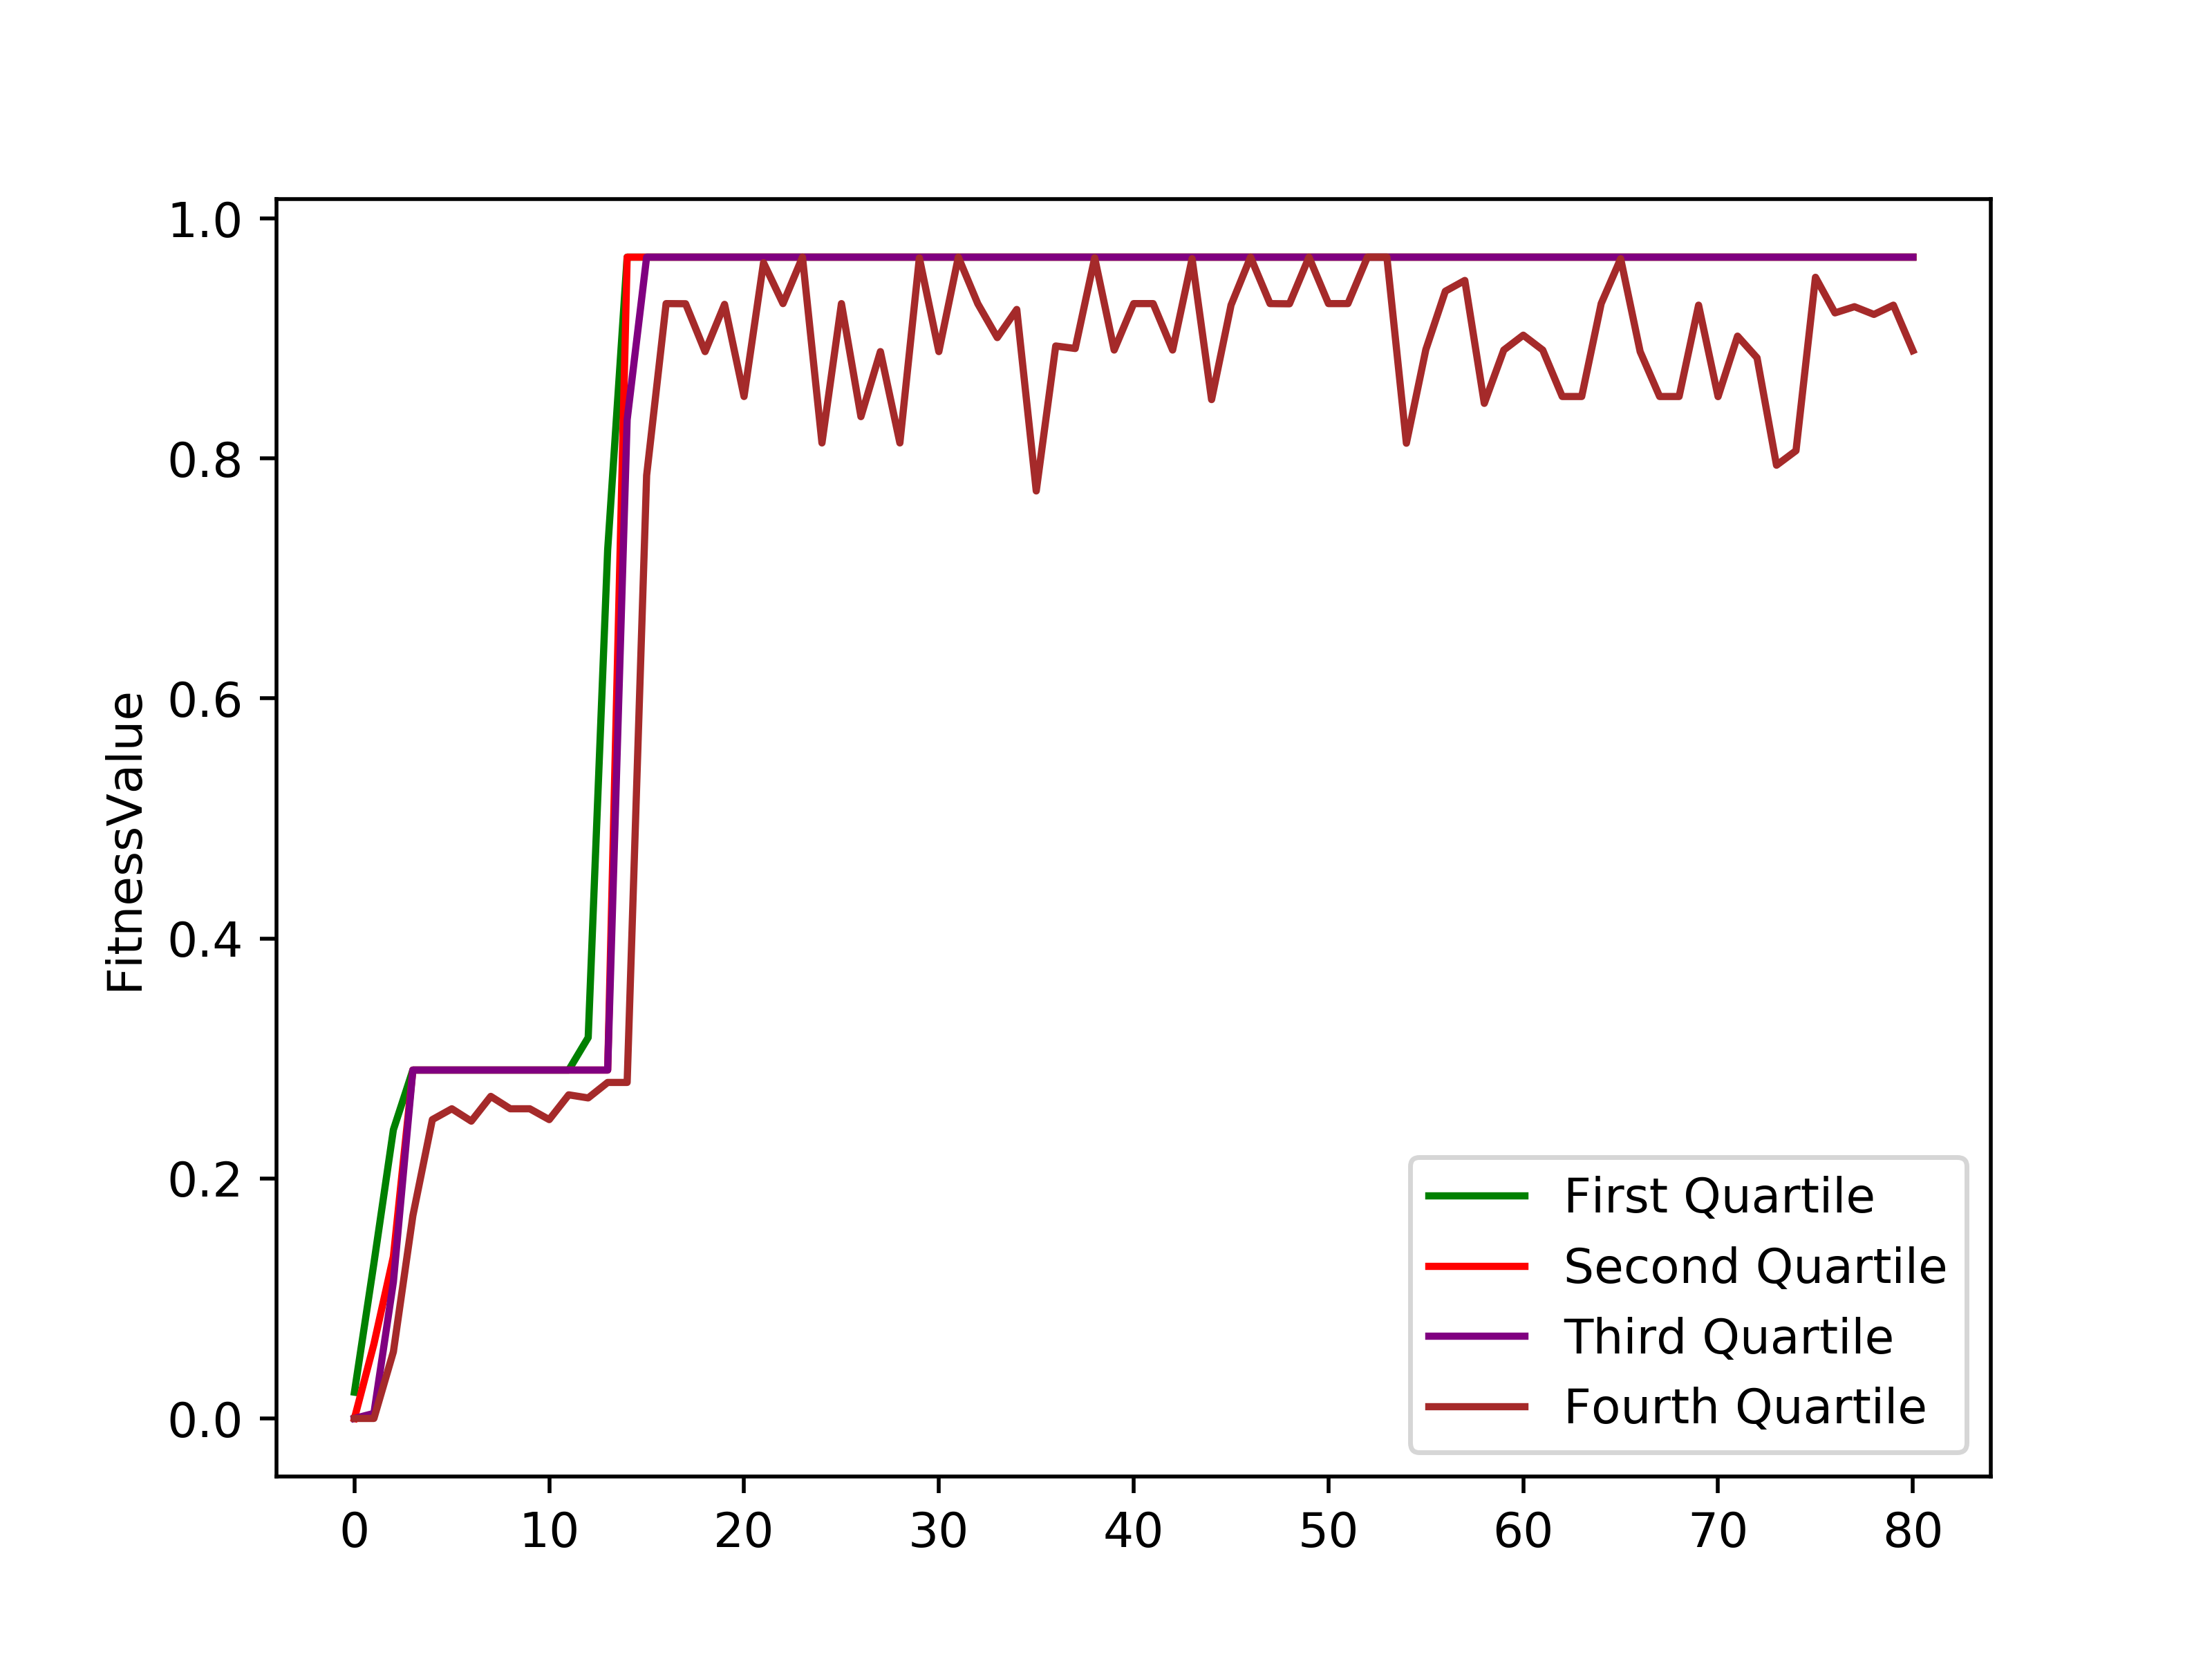 1.0
0.8
0.6
0.4
0.2
0.0
FitnessValue
0 10 20 30 40 50 60 70 80
First Quartile
Second Quartile
Third Quartile
Fourth Quartile